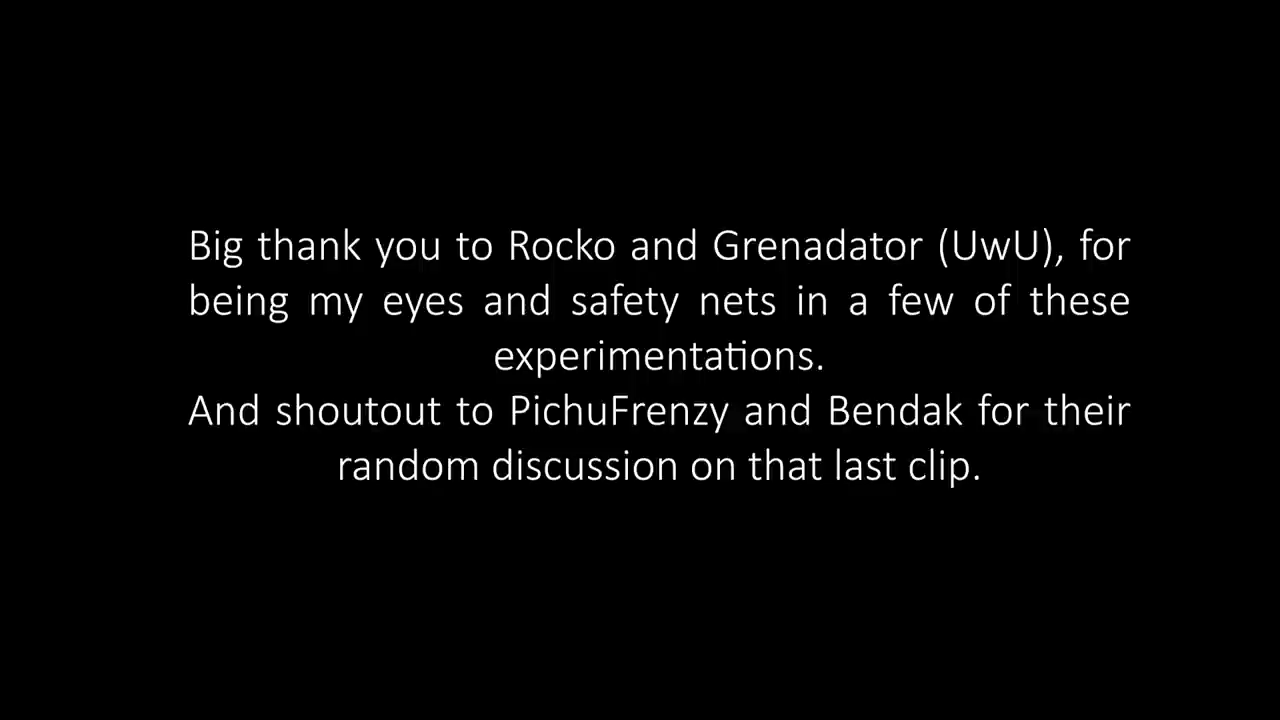 Big thank you to Rocko and Grenadator (UwU), for
being my eyes and safety nets in a few of these
experimentations.
And shoutout to PichuFrenzy and Bendak for their
random discussion on that last clip.